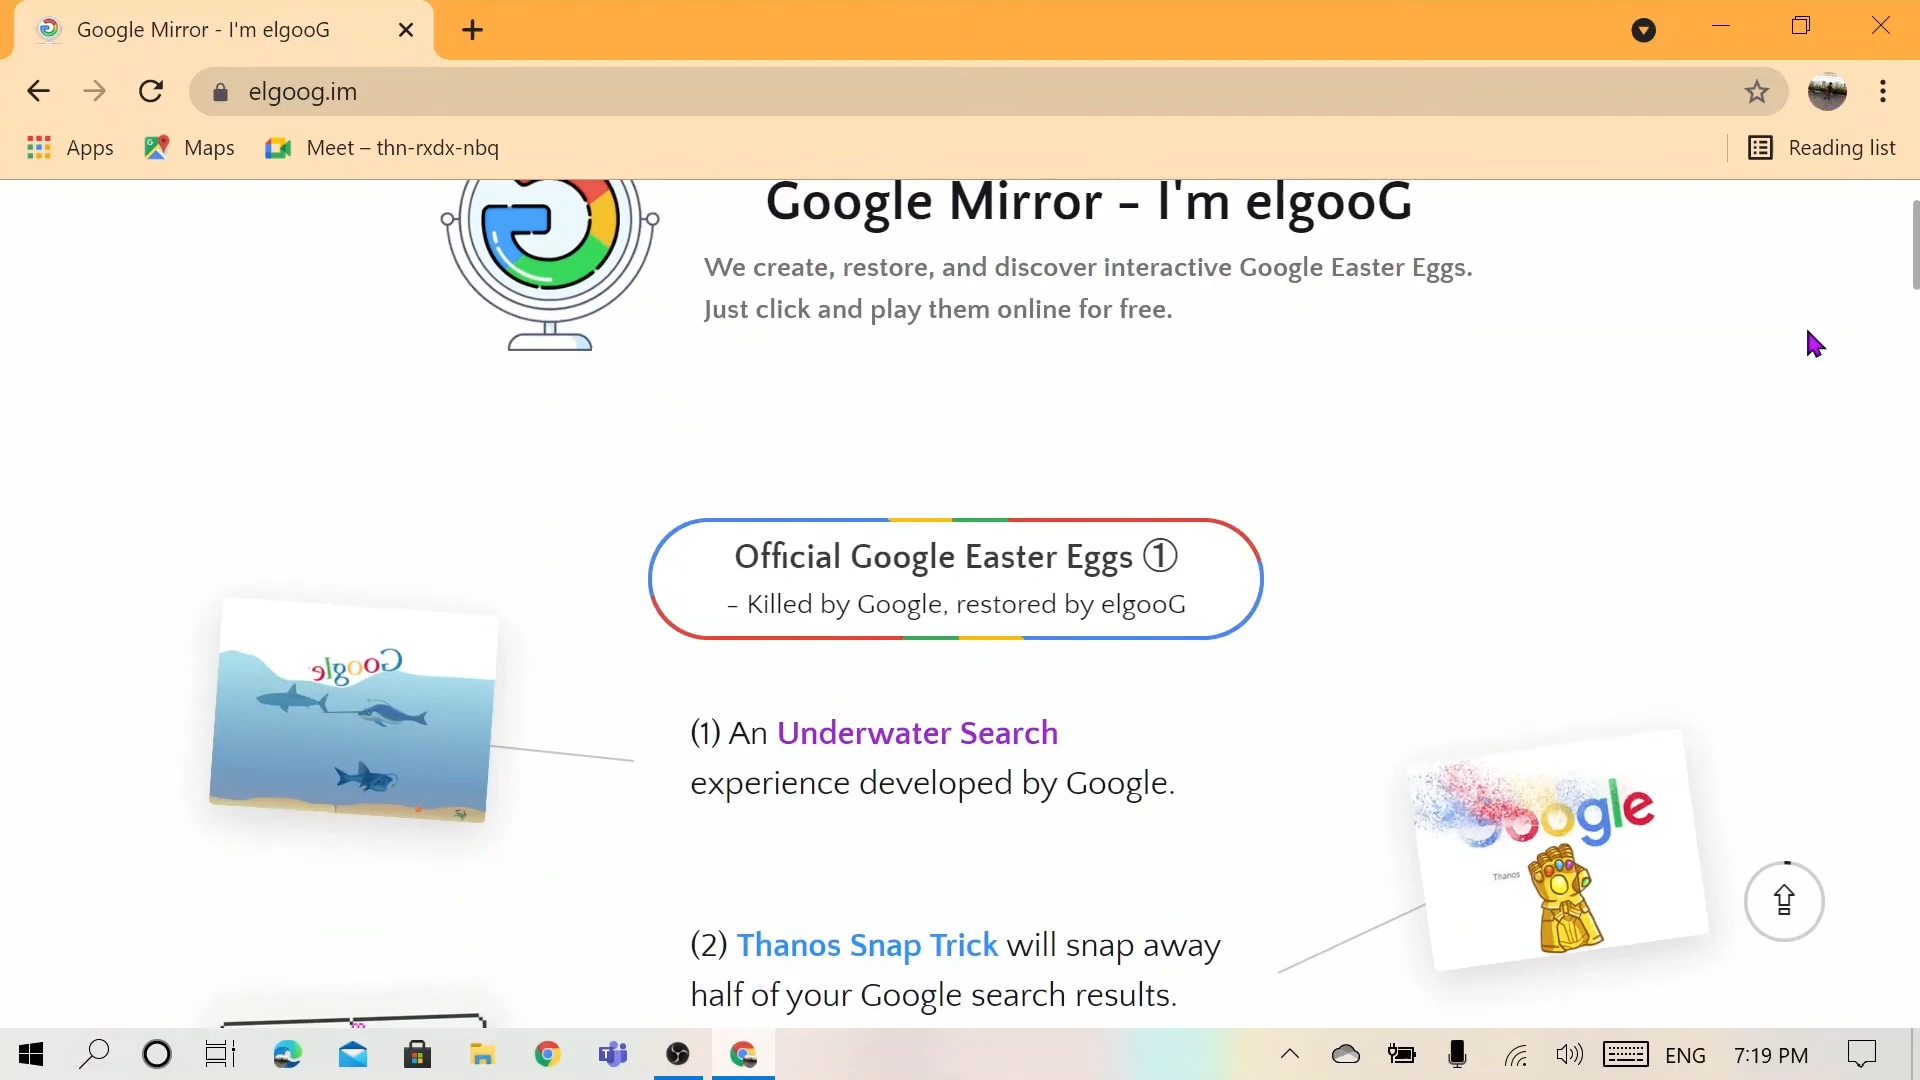 Google Mirror - I'm elgooG
elgoog.im
Apps
Maps
Meet – thn-rxdx-nbq
Reading list
Google Mirror - I'm elgooG
We create, restore, and discover interactive Google Easter Eggs.
Just click and play them online for free.
Official Google Easter Eggs ①
- Killed by Google, restored by elgooG
Google
(1) An Underwater Search
experience developed by Google.
Google
Thanos
(2) Thanos Snap Trick will snap away
half of your Google search results.
ENG
7:19 PM